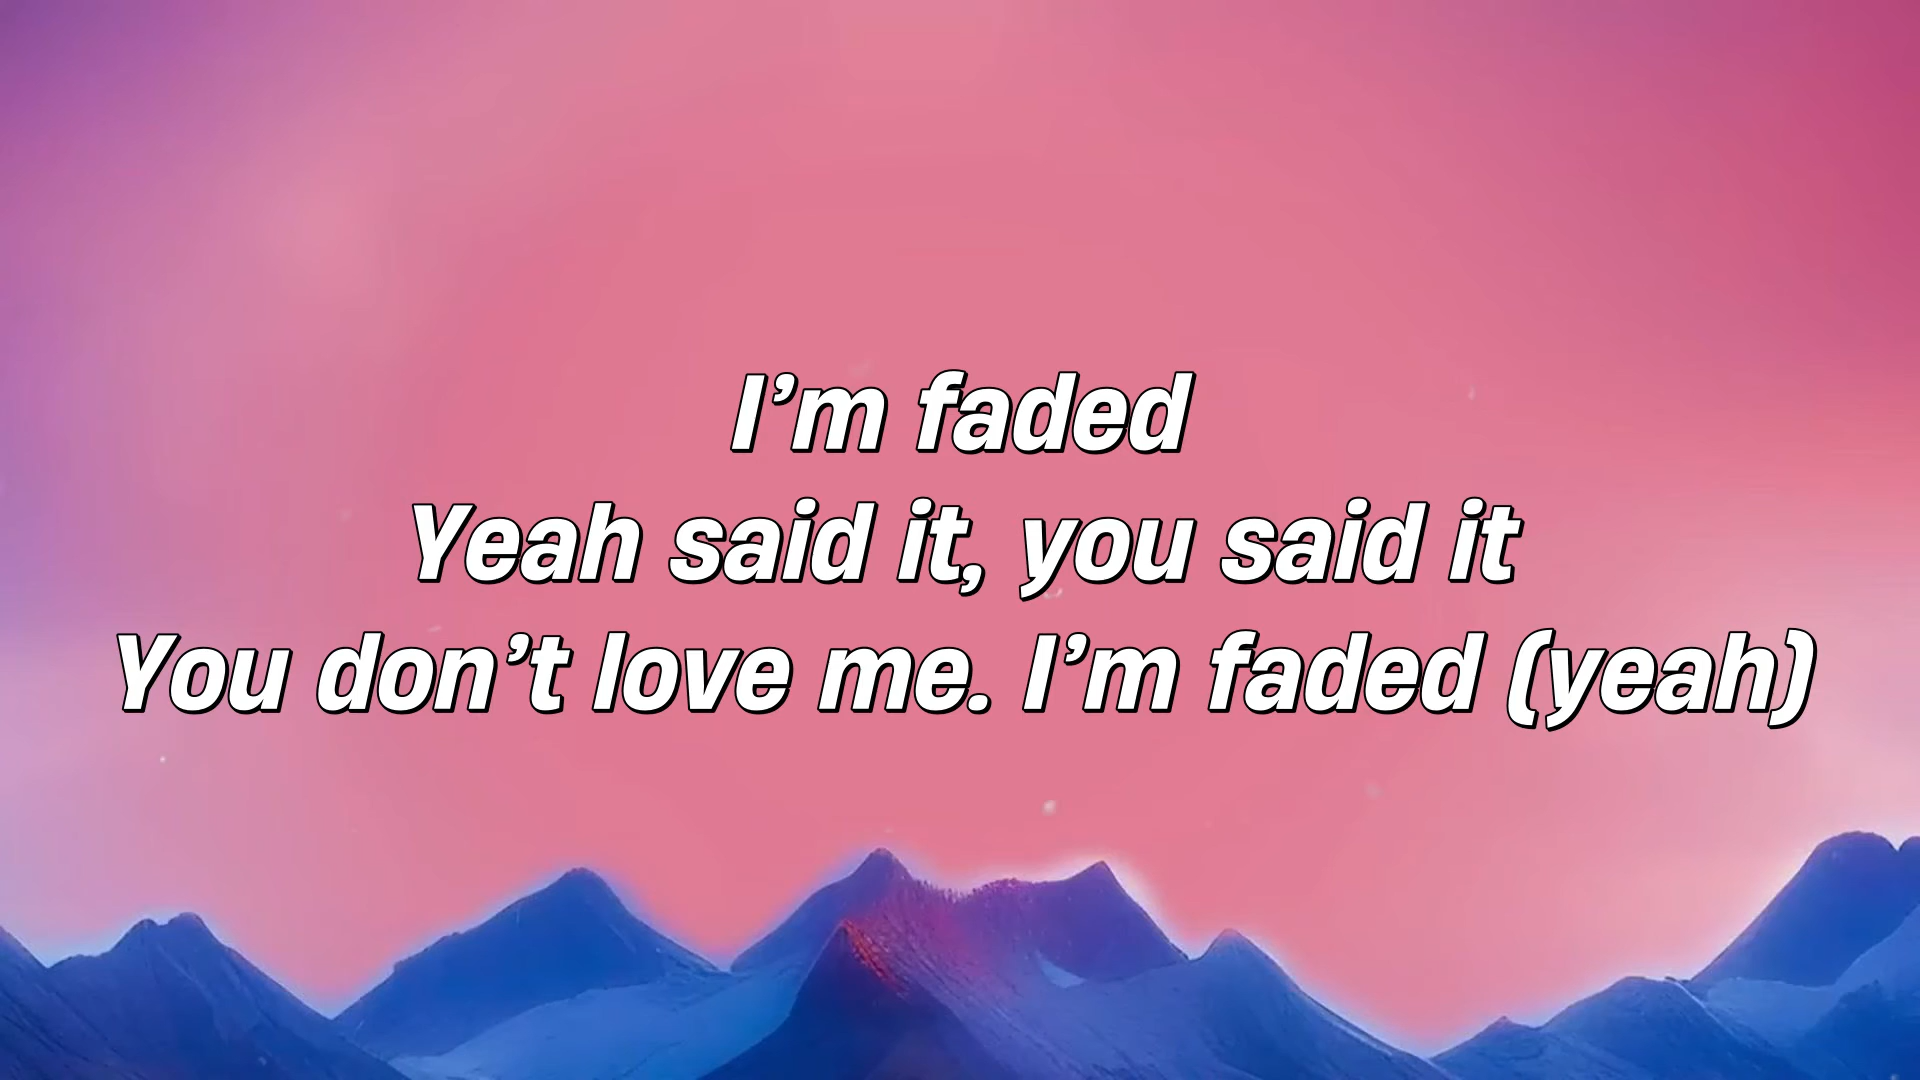 I’m faded
Yeah said it, you said it
You don’t love me. I’m faded (yeah)